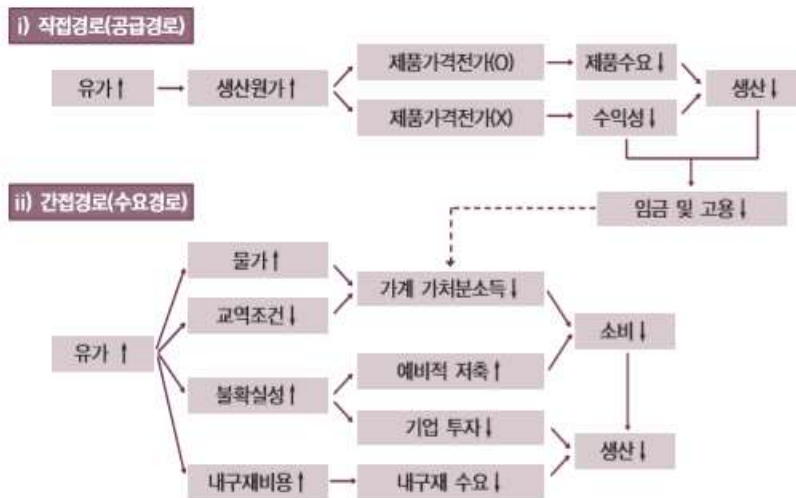 i) 직접경로(공급경로)
유가↑
생산원가↑
제품가격전가(O)
제품수요↓
제품가격전가(X)
수익성↓
생산↓
임금 및 고용↓
ii) 간접경로(수요경로)
유가 ↑
물가↑
교역조건↓
불확실성↑
내구재비용↑
가계 가처분소득↓
예비적 저축↑
기업 투자↓
내구재 수요↓
소비↓
생산↓